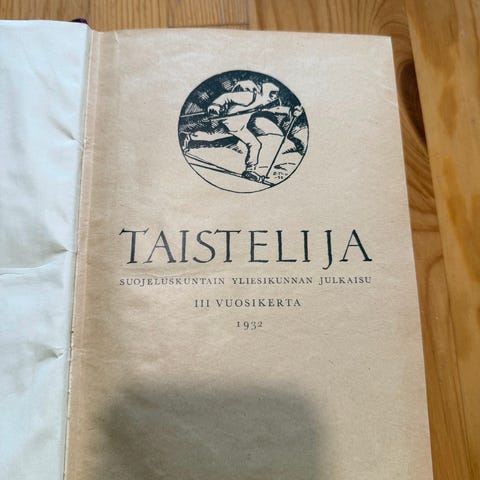 TAISTELIJA
SUOJELUSKUNTAIN YLIESIKUNNAN JULKAISU
III VUOSIKERTA
1932